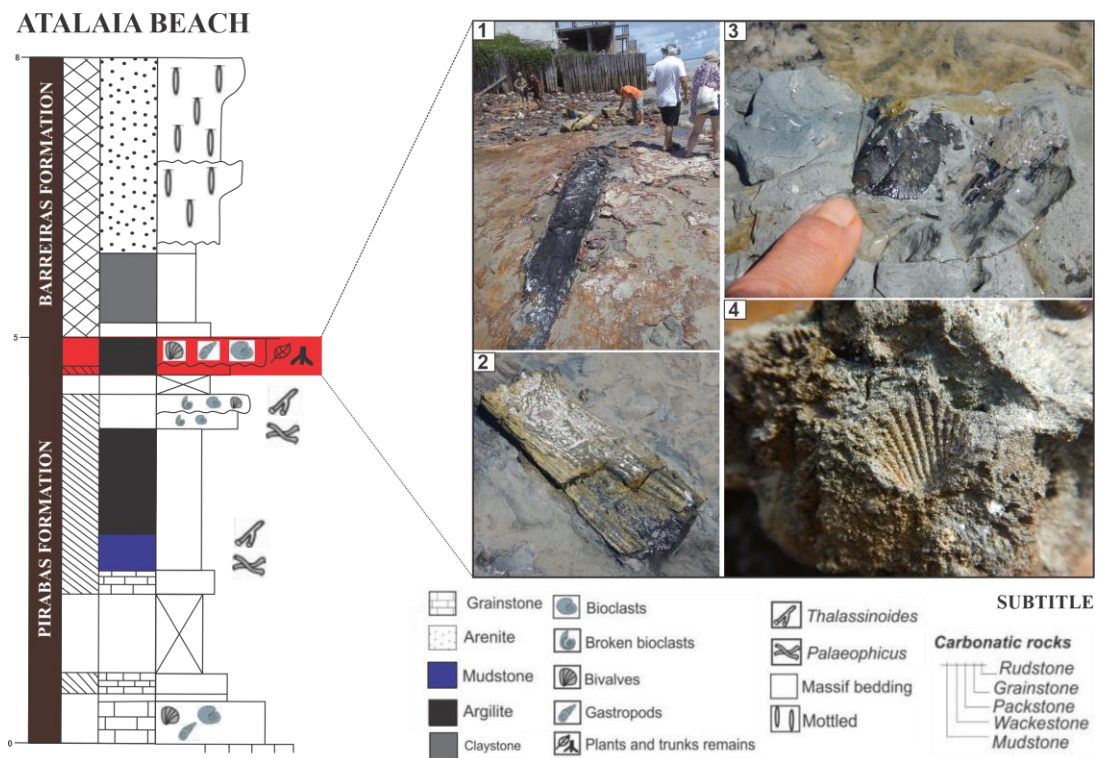 ATALAIA BEACH
8
BARREIRAS FORMATION
5
PIRABAS FORMATION
0
1
2
3
4
Grainstone
Arenite
Mudstone
Argilite
Claystone
Bioclasts
Broken bioclasts
Bivalves
Gastropods
Plants and trunks remains
Thalassinoides
Palaeophicus
Massif bedding
Mottled
SUBTITLE
Carbonatic rocks
Rudstone
Grainstone
Packstone
Wackestone
Mudstone